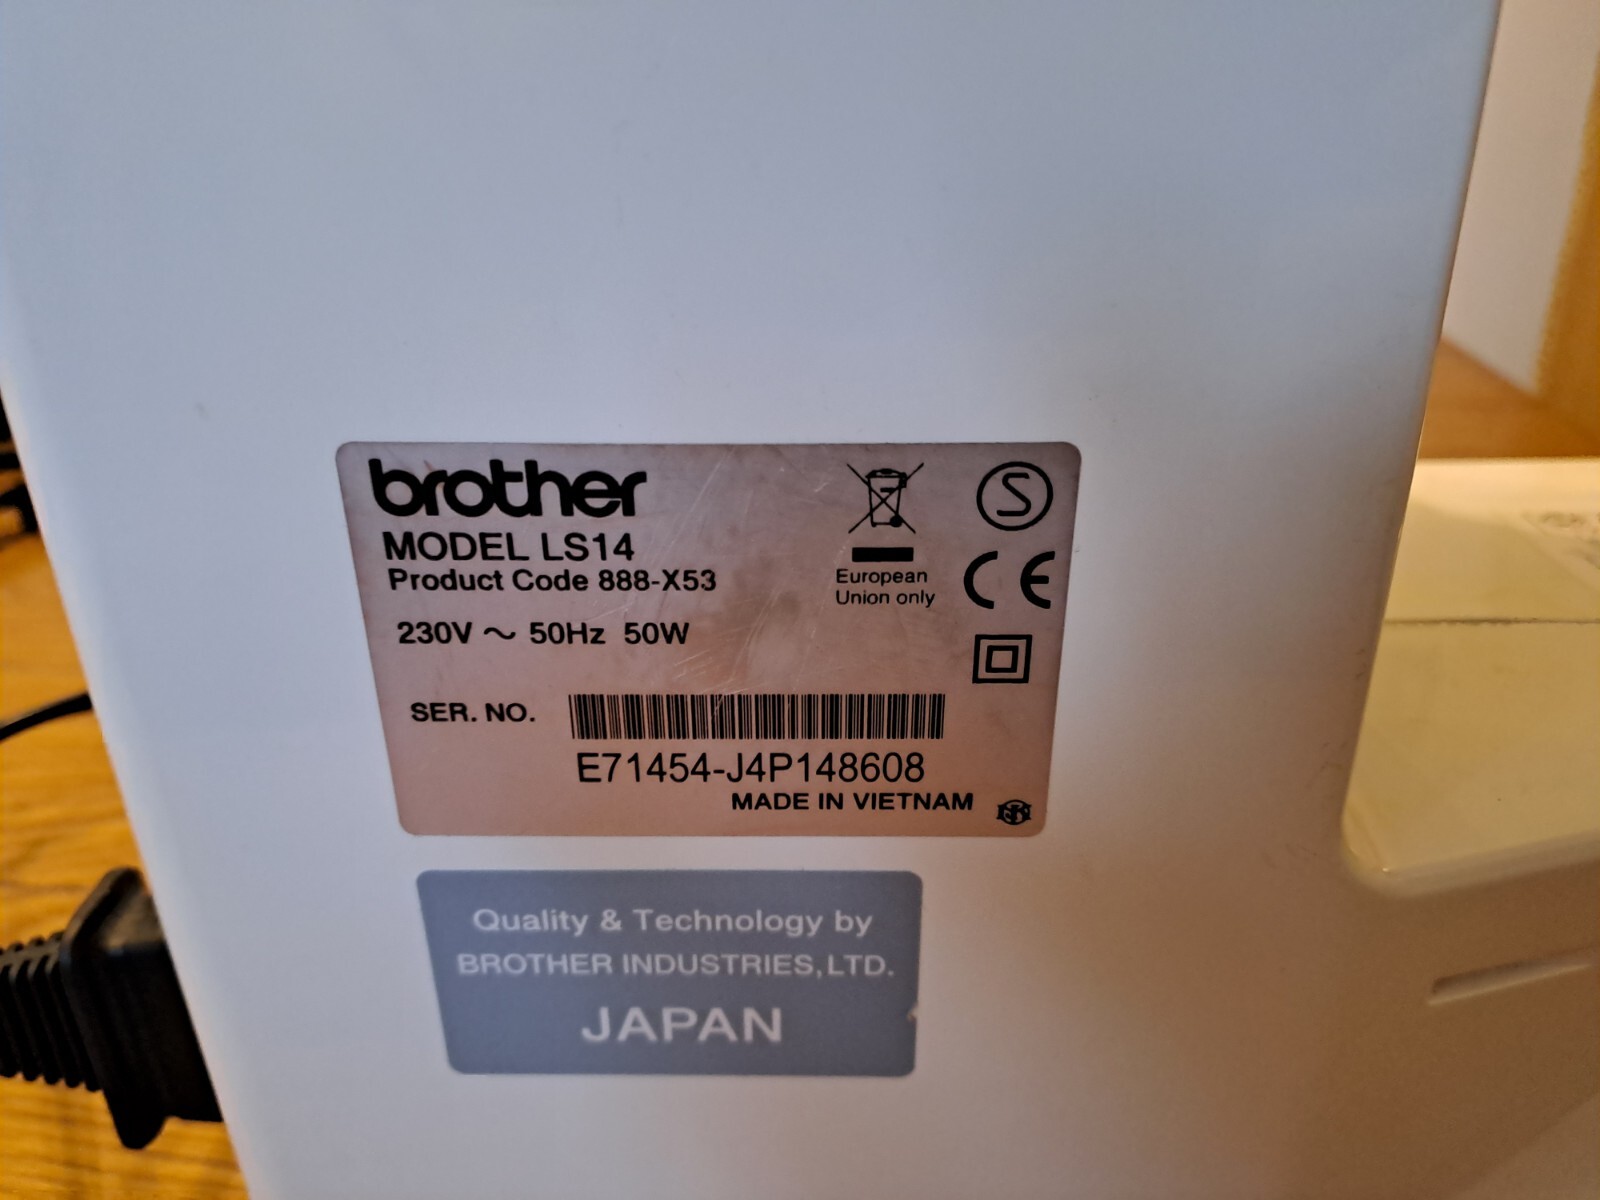 brother
MODEL LS14
Product Code 888-X53
230V ~ 50Hz 50W
European
Union only
S
CE
SER. NO.
E71454-J4P148608
MADE IN VIETNAM
Quality & Technology by
BROTHER INDUSTRIES,LTD.
JAPAN